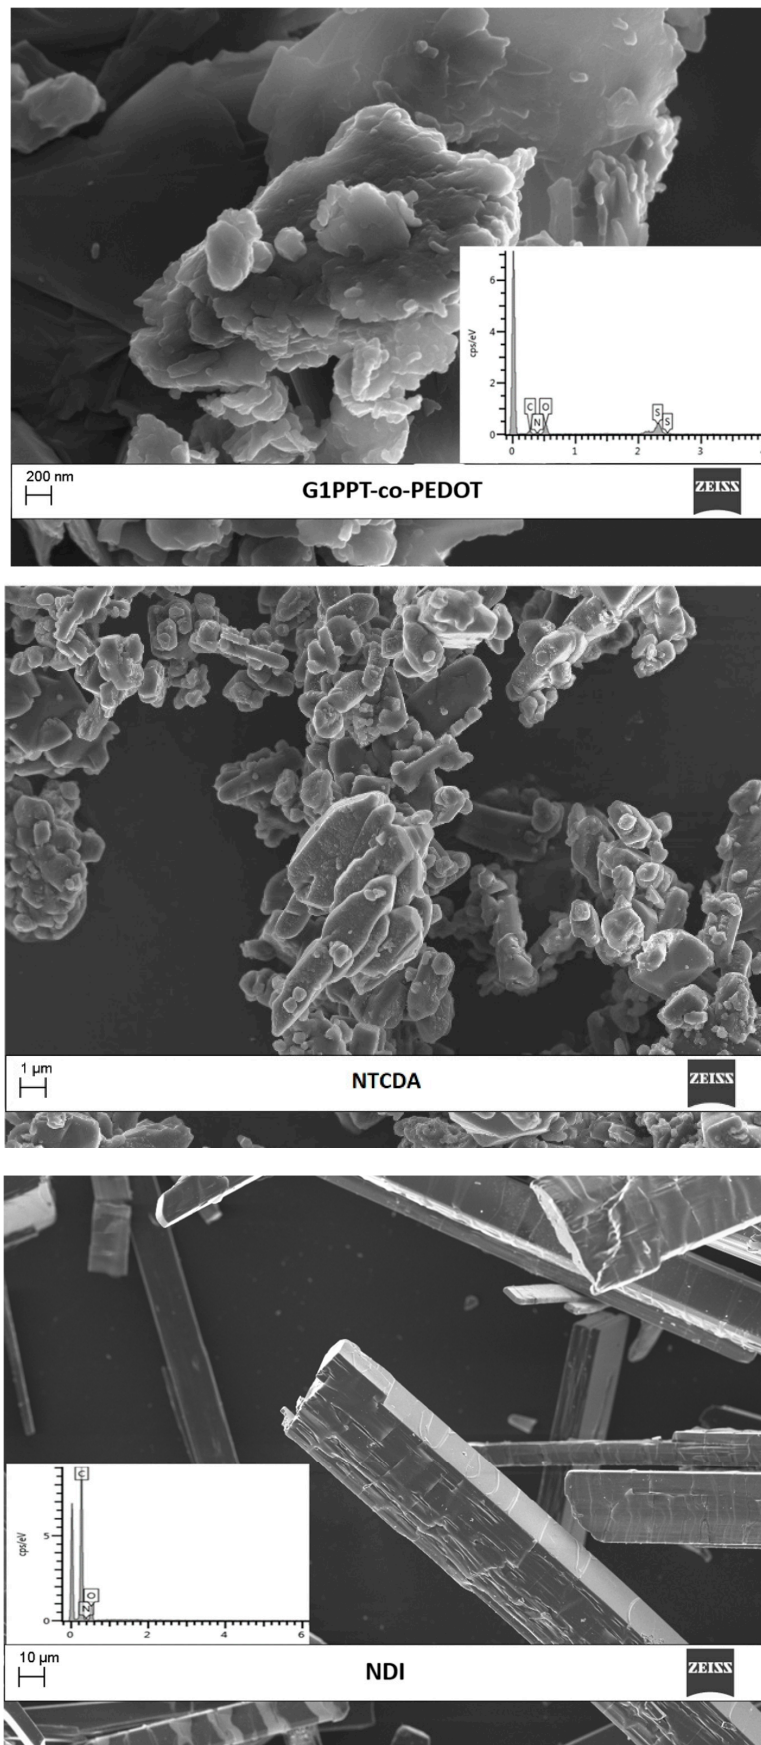 6
4
2
0
cps/eV
C
N
O
S
S
0
1
2
3
200 nm
G1PPT-co-PEDOT
ZEISS
1 µm
NTCDA
ZEISS
C
5
0
cps/eV
N
O
0
2
4
6
10 µm
NDI
ZEISS